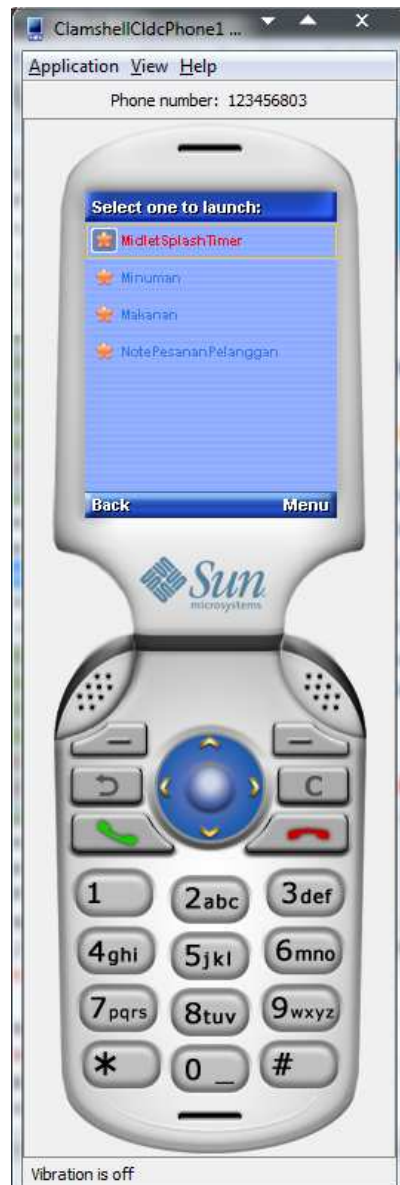 ClamshellCldcPhone1 ...
Application View Help
Phone number: 123456803
Select one to launch:
MidletSplashTimer
Minuman
Makanan
NotePesananPelanggan
Back Menu
Sun
microsystems
C
1 2abc 3def
4ghi 5jkl 6mno
7pqrs 8tuv 9wxyz
* 0 _ #
Vibration is off